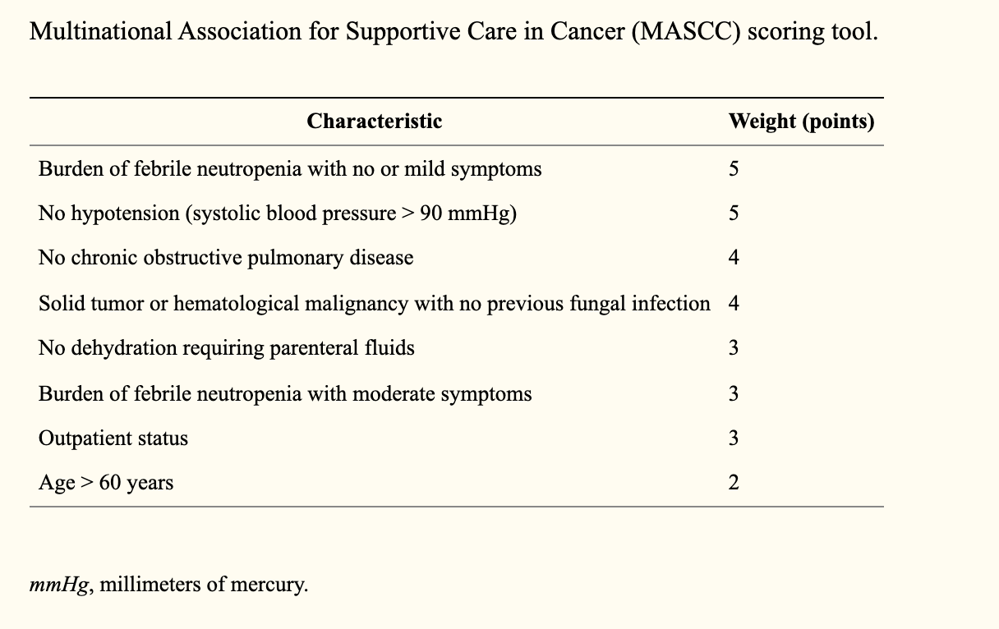 Multinational Association for Supportive Care in Cancer (MASCC) scoring tool.
Characteristic Weight (points)
Burden of febrile neutropenia with no or mild symptoms 5
No hypotension (systolic blood pressure > 90 mmHg) 5
No chronic obstructive pulmonary disease 4
Solid tumor or hematological malignancy with no previous fungal infection 4
No dehydration requiring parenteral fluids 3
Burden of febrile neutropenia with moderate symptoms 3
Outpatient status 3
Age > 60 years 2
mmHg, millimeters of mercury.